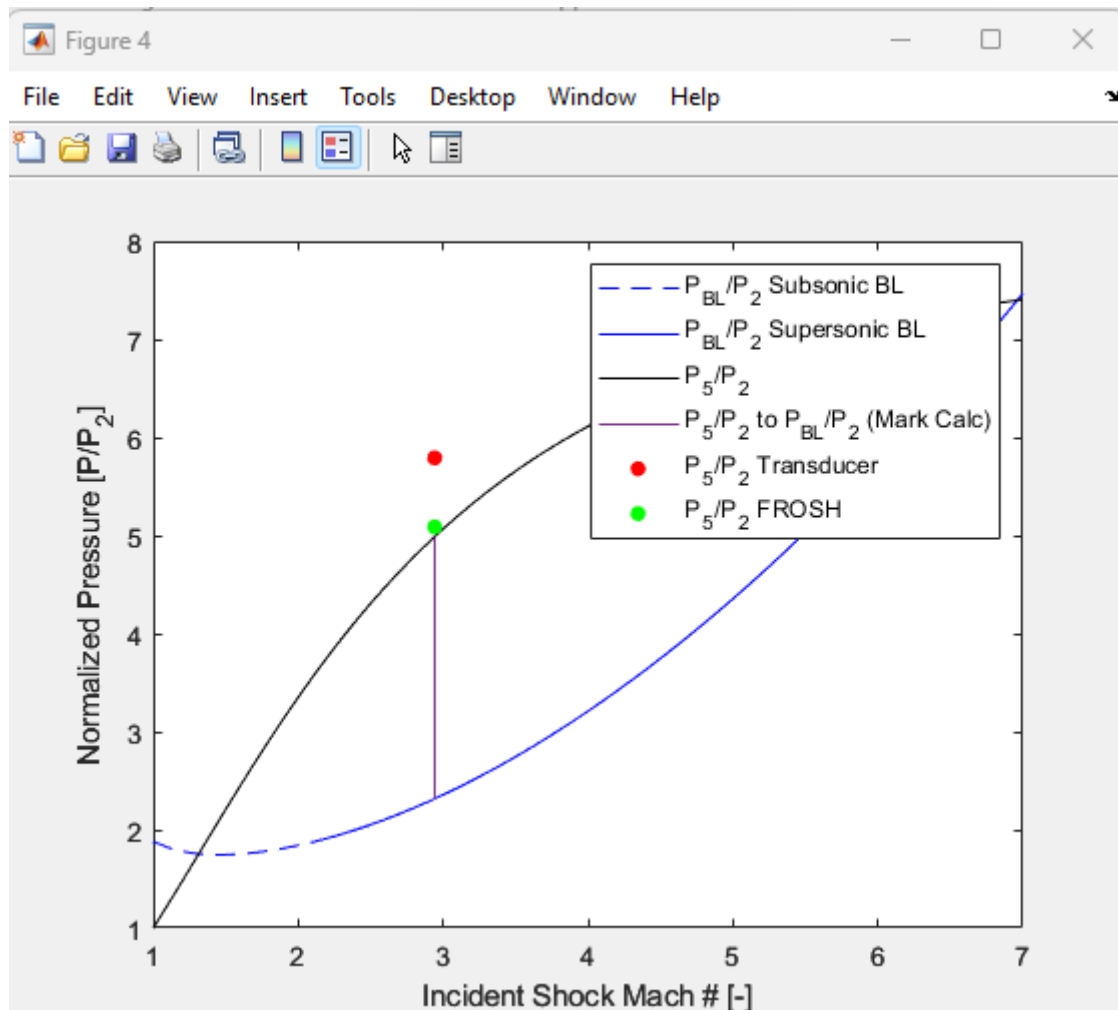 Figure 4
File Edit View Insert Tools Desktop Window Help
8
7
6
5
4
3
2
1
Normalized Pressure [P/P2]
P_BL/P_2 Subsonic BL
P_BL/P_2 Supersonic BL
P_5/P_2
P_5/P_2 to P_BL/P_2 (Mark Calc)
P_5/P_2 Transducer
P_5/P_2 FROSH
1 2 3 4 5 6 7
Incident Shock Mach # [-]